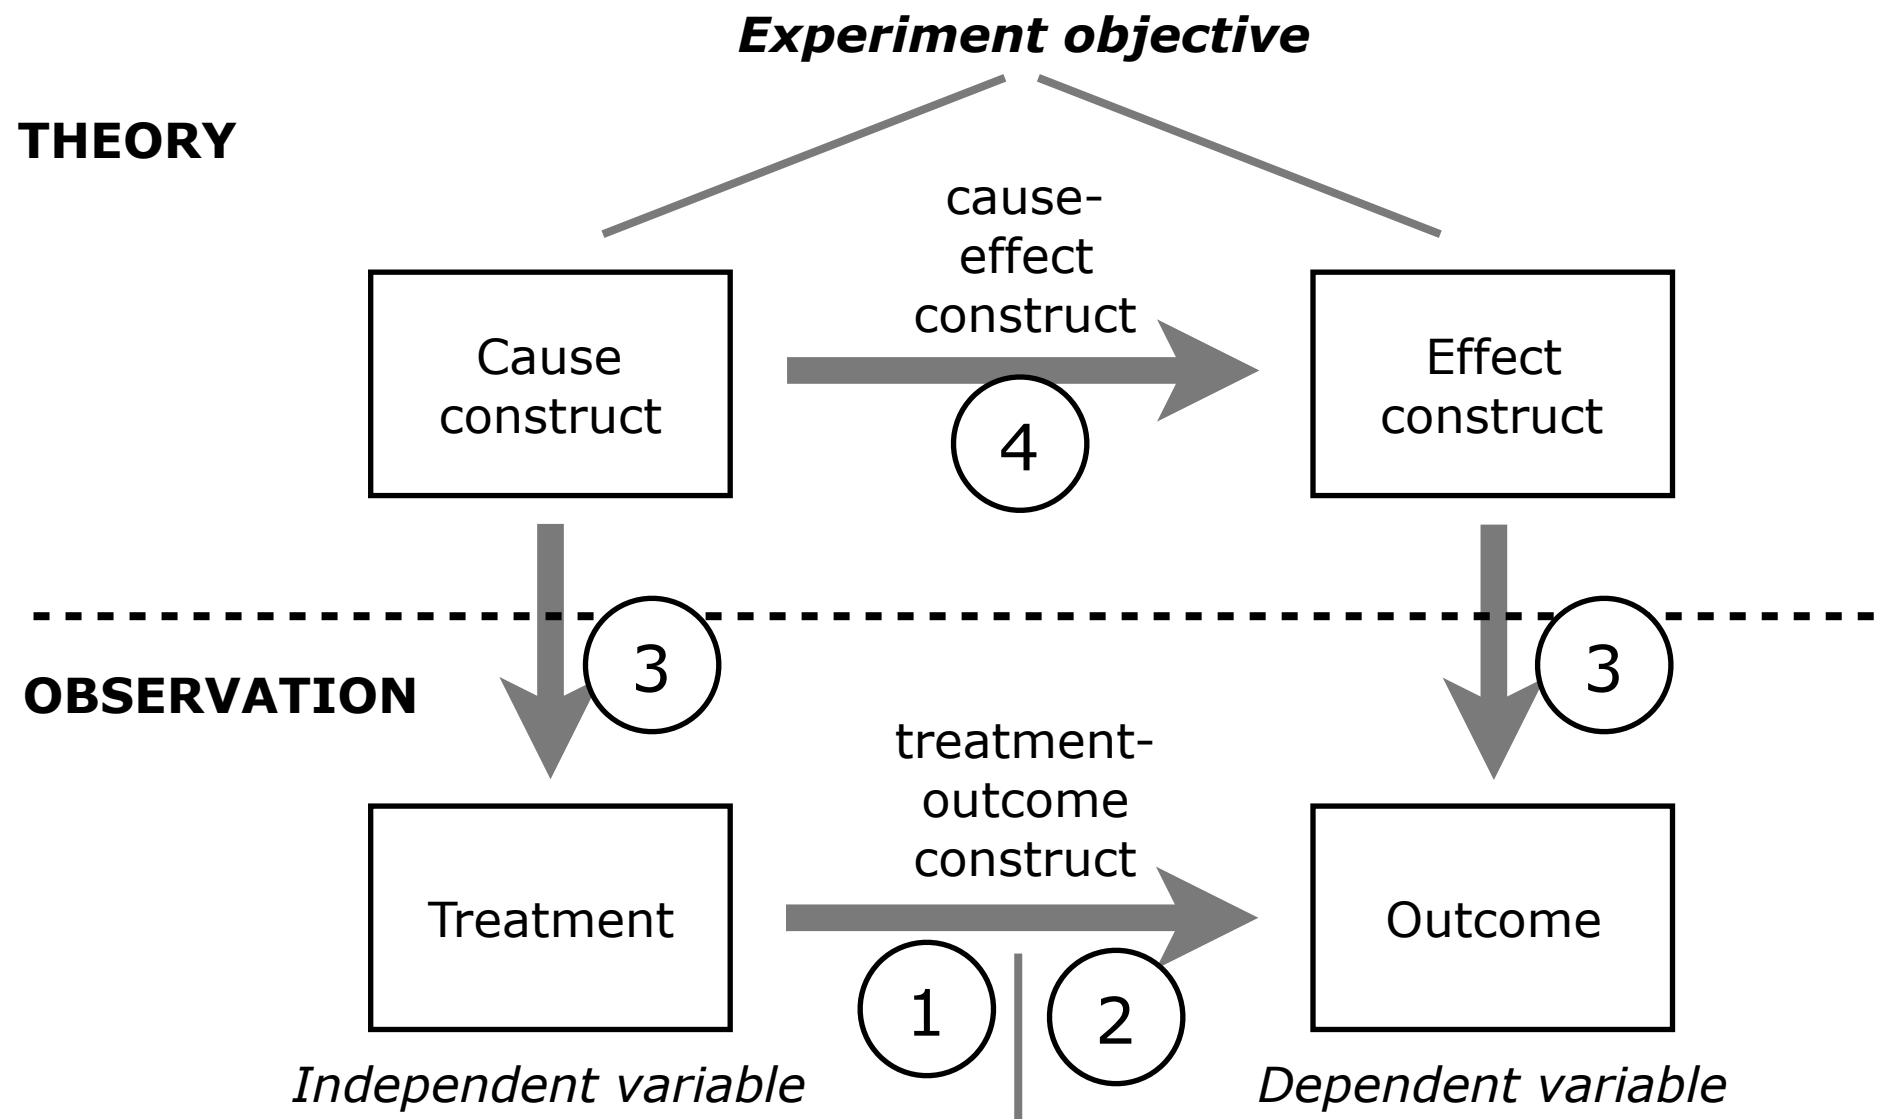 Experiment objective
THEORY
cause-
effect
construct
Cause
construct
Effect
construct
4
3
3
OBSERVATION
treatment-
outcome
construct
Treatment
Outcome
1
2
Independent variable
Dependent variable